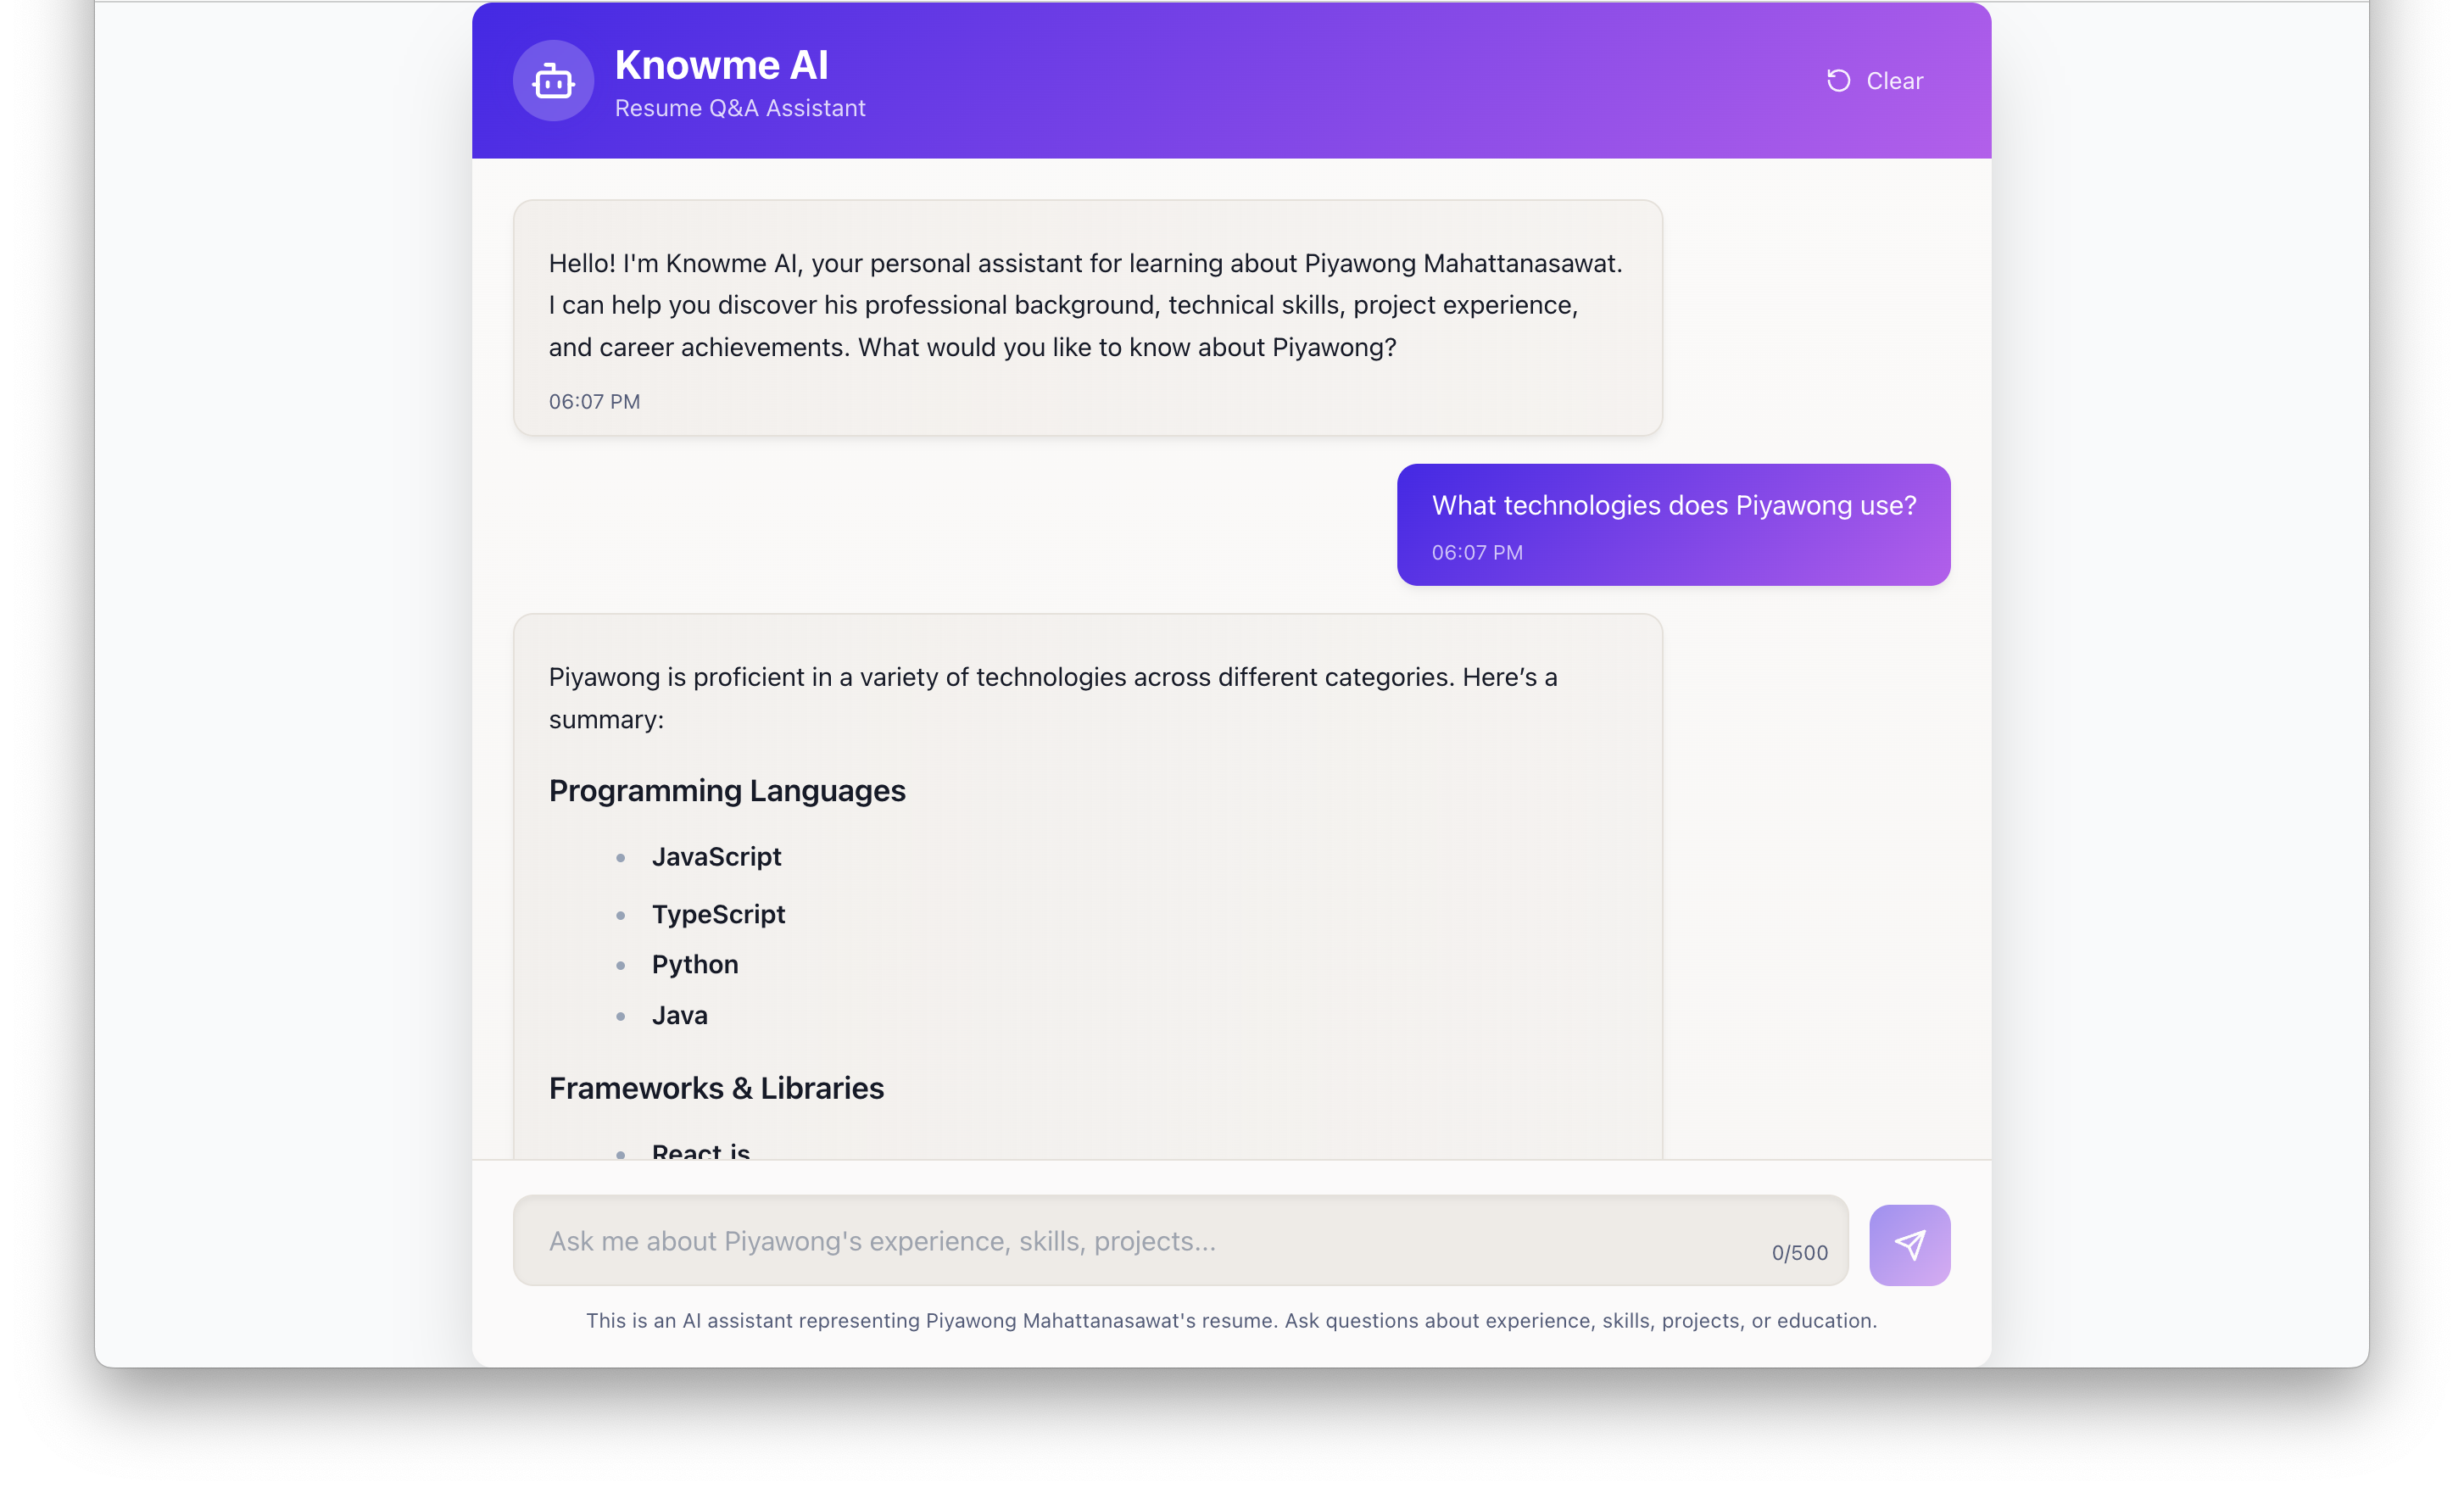 Knowme AI
Resume Q&A Assistant
Clear
Hello! I'm Knowme AI, your personal assistant for learning about Piyawong Mahattanasawat.
I can help you discover his professional background, technical skills, project experience,
and career achievements. What would you like to know about Piyawong?
06:07 PM
What technologies does Piyawong use?
06:07 PM
Piyawong is proficient in a variety of technologies across different categories. Here’s a
summary:
Programming Languages
• JavaScript
• TypeScript
• Python
• Java
Frameworks & Libraries
• React.js
Ask me about Piyawong's experience, skills, projects...
0/500
This is an AI assistant representing Piyawong Mahattanasawat's resume. Ask questions about experience, skills, projects, or education.